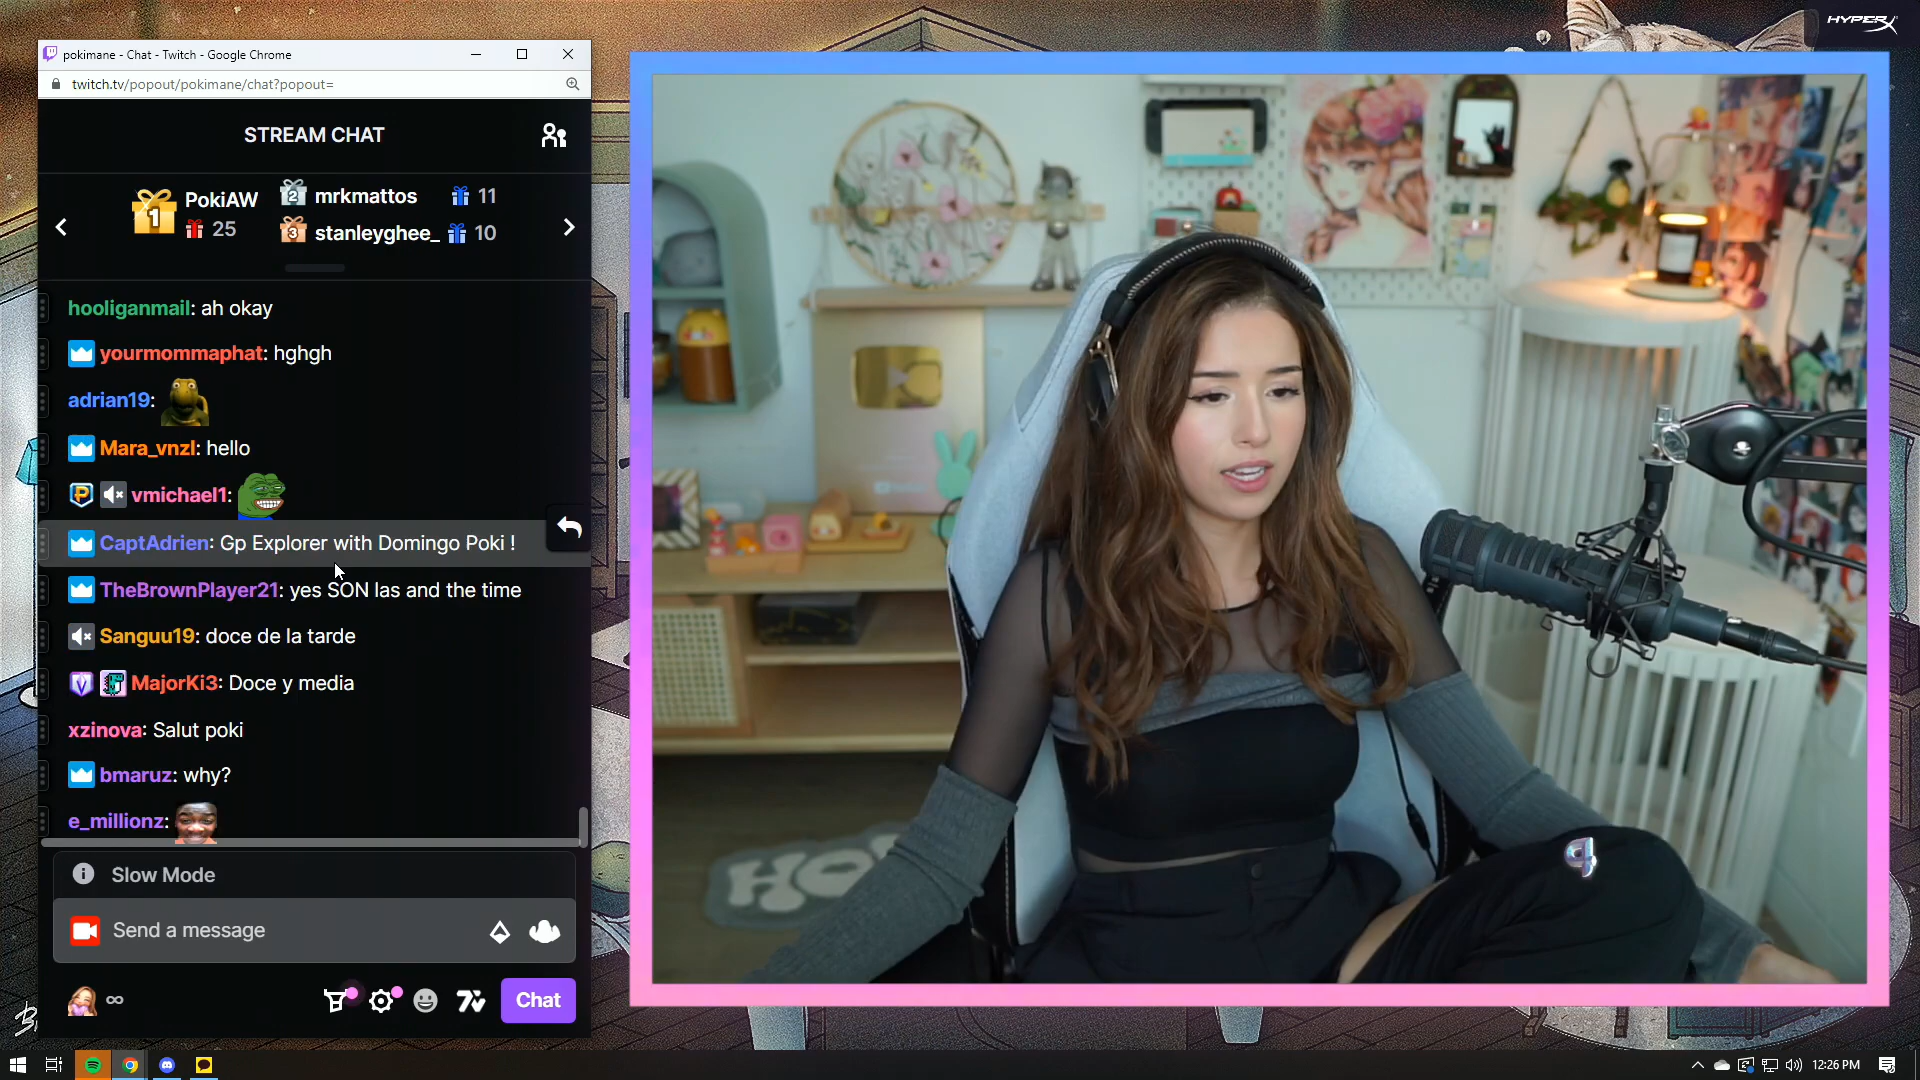 HYPERX
pokimane - Chat - Twitch - Google Chrome
twitch.tv/popout/pokimane/chat?popout=
STREAM CHAT
1 PokiAW 25
2 mrkmattos 11
3 stanleyghee_ 10
hooliganmail: ah okay
yourmommaphat: hghgh
adrian19:
Mara_vnzl: hello
vmichael1:
CaptAdrien: Gp Explorer with Domingo Poki !
TheBrownPlayer21: yes SON las and the time
Sanguu19: doce de la tarde
MajorKi3: Doce y media
xzinova: Salut poki
bmaruz: why?
e_millionz:
Slow Mode
Send a message
∞
Chat
12:26 PM